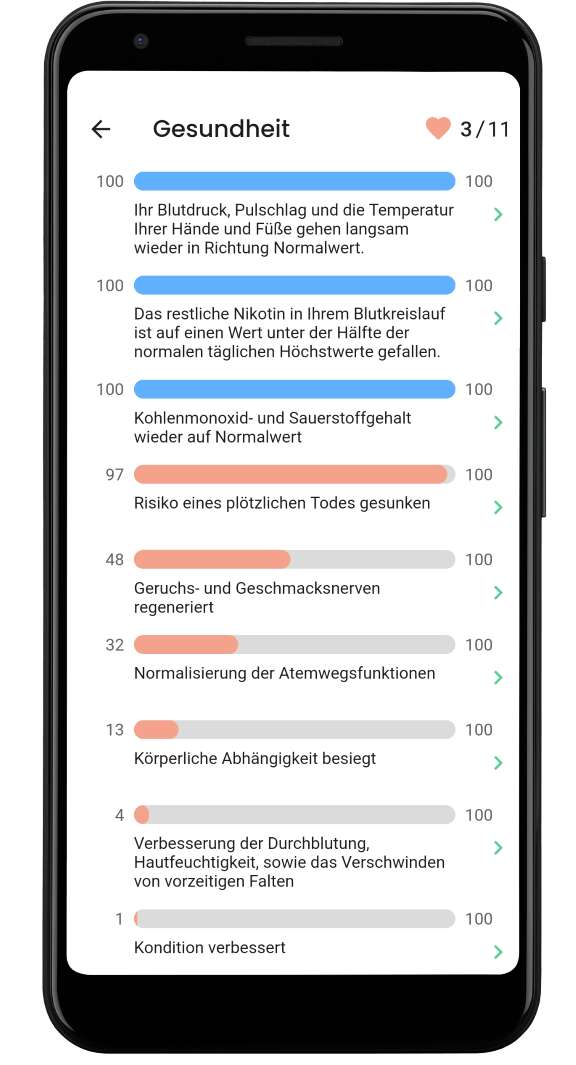 Gesundheit 3/11
100 100
Ihr Blutdruck, Pulschlag und die Temperatur
Ihrer Hände und Füße gehen langsam
wieder in Richtung Normalwert.
100 100
Das restliche Nikotin in Ihrem Blutkreislauf
ist auf einen Wert unter der Hälfte der
normalen täglichen Höchstwerte gefallen.
100 100
Kohlenmonoxid- und Sauerstoffgehalt
wieder auf Normalwert
97 100
Risiko eines plötzlichen Todes gesunken
48 100
Geruchs- und Geschmacksnerven
regeneriert
32 100
Normalisierung der Atemwegsfunktionen
13 100
Körperliche Abhängigkeit besiegt
4 100
Verbesserung der Durchblutung,
Hautfeuchtigkeit, sowie das Verschwinden
von vorzeitigen Falten
1 100
Kondition verbessert